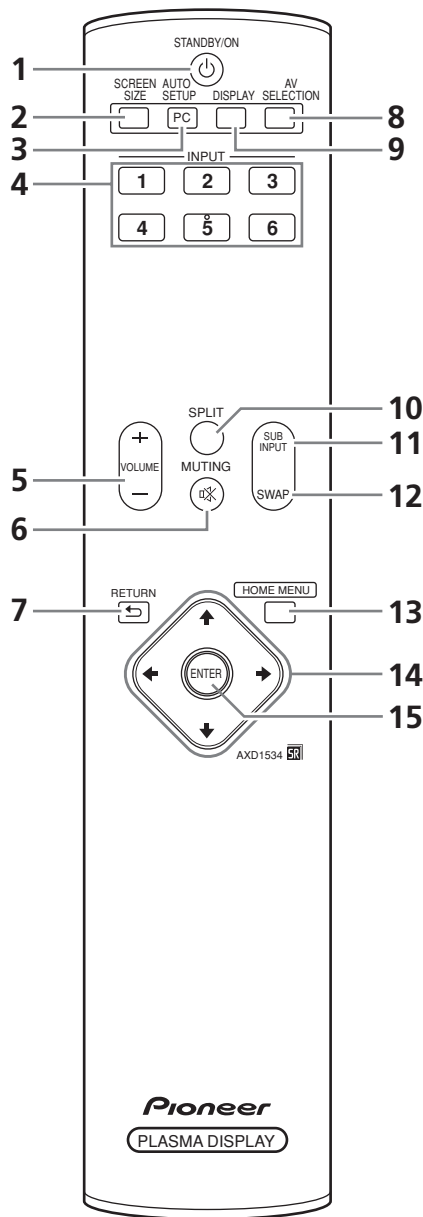 STANDBY/ON
1
SCREEN SIZE
AUTO SETUP
DISPLAY
AV SELECTION
2
PC
8
3
9
INPUT
4
1 2 3
4 5 6
SPLIT
10
+
SUB INPUT
11
5
VOLUME
MUTING
–
SWAP
12
6
7
RETURN
HOME MENU
13
ENTER
14
15
AXD1534 SR
Pioneer
PLASMA DISPLAY